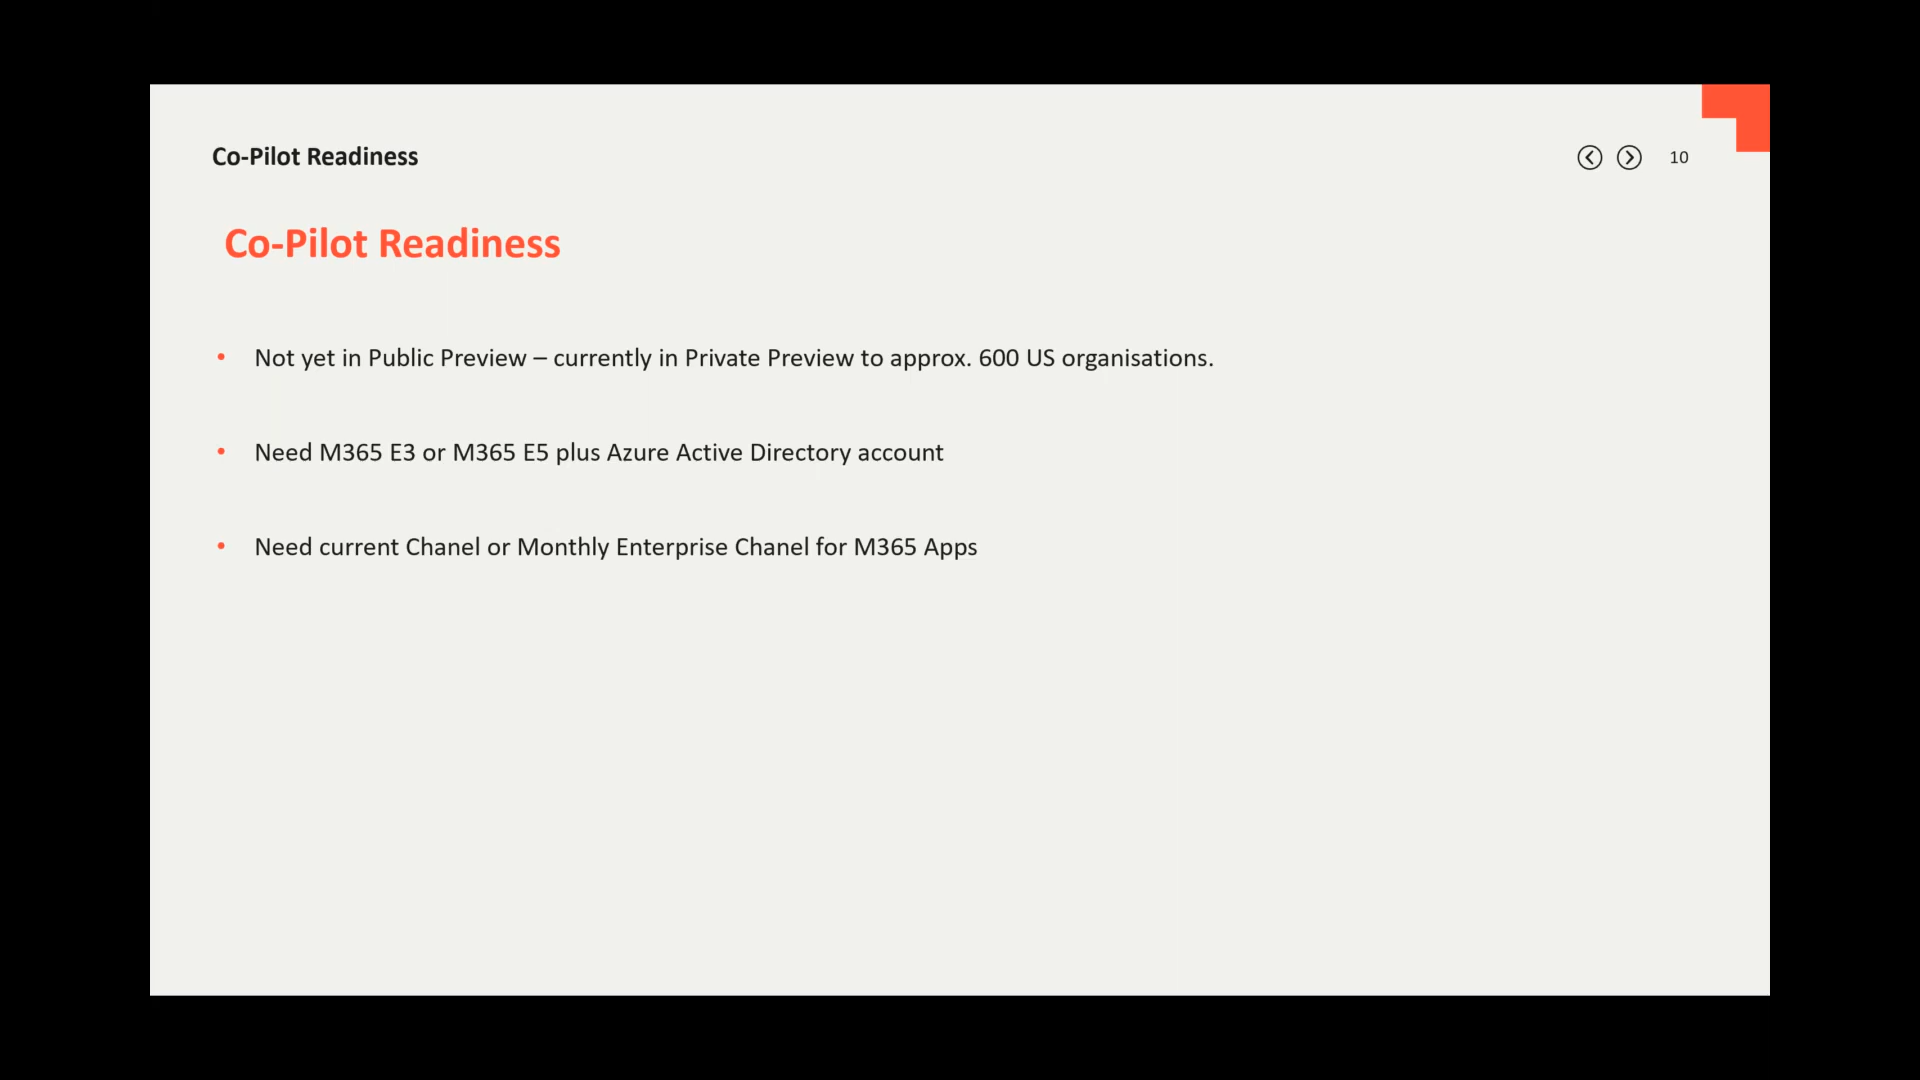 Co-Pilot Readiness
10
Co-Pilot Readiness
• Not yet in Public Preview – currently in Private Preview to approx. 600 US organisations.
• Need M365 E3 or M365 E5 plus Azure Active Directory account
• Need current Chanel or Monthly Enterprise Chanel for M365 Apps